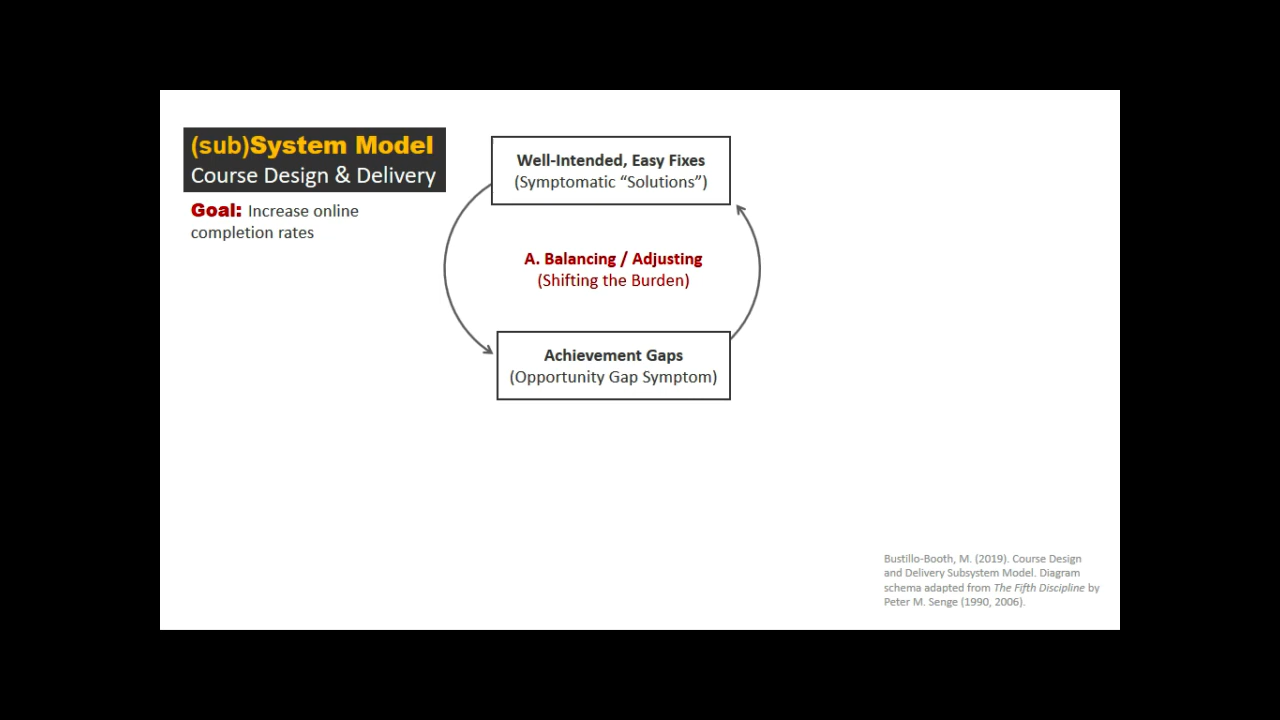 (sub)System Model
Course Design & Delivery
Goal: Increase online
completion rates
Well-Intended, Easy Fixes
(Symptomatic “Solutions”)
A. Balancing / Adjusting
(Shifting the Burden)
Achievement Gaps
(Opportunity Gap Symptom)
Bustillo-Booth, M. (2019). Course Design
and Delivery Subsystem Model. Diagram
schema adapted from The Fifth Discipline by
Peter M. Senge (1990, 2006).